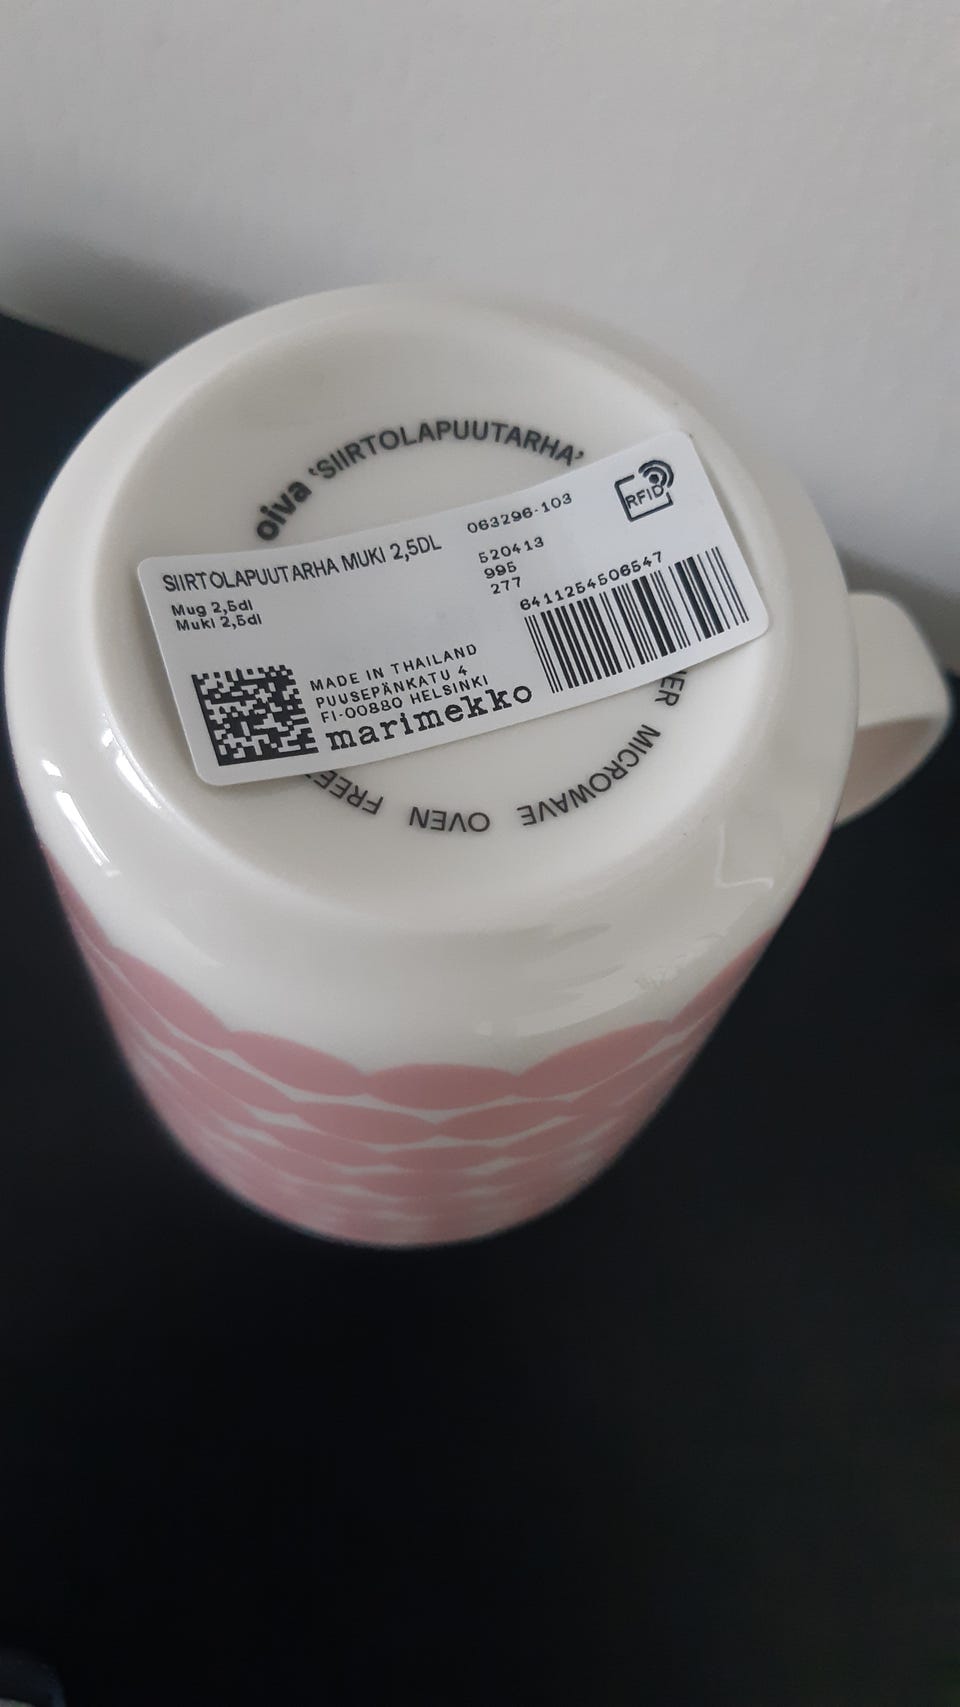 oiva ‘SIIRTOLAPUUTARHA’
SIIRTOLAPUUTARHA MUKI 2,5DL
063296-103
RFID
Mug 2,5dl
Muki 2,5dl
520413
995
277
6411254506547
MADE IN THAILAND
PUUSEPÄNKATU 4
FI-00880 HELSINKI
marimekko
MICROWAVE OVEN